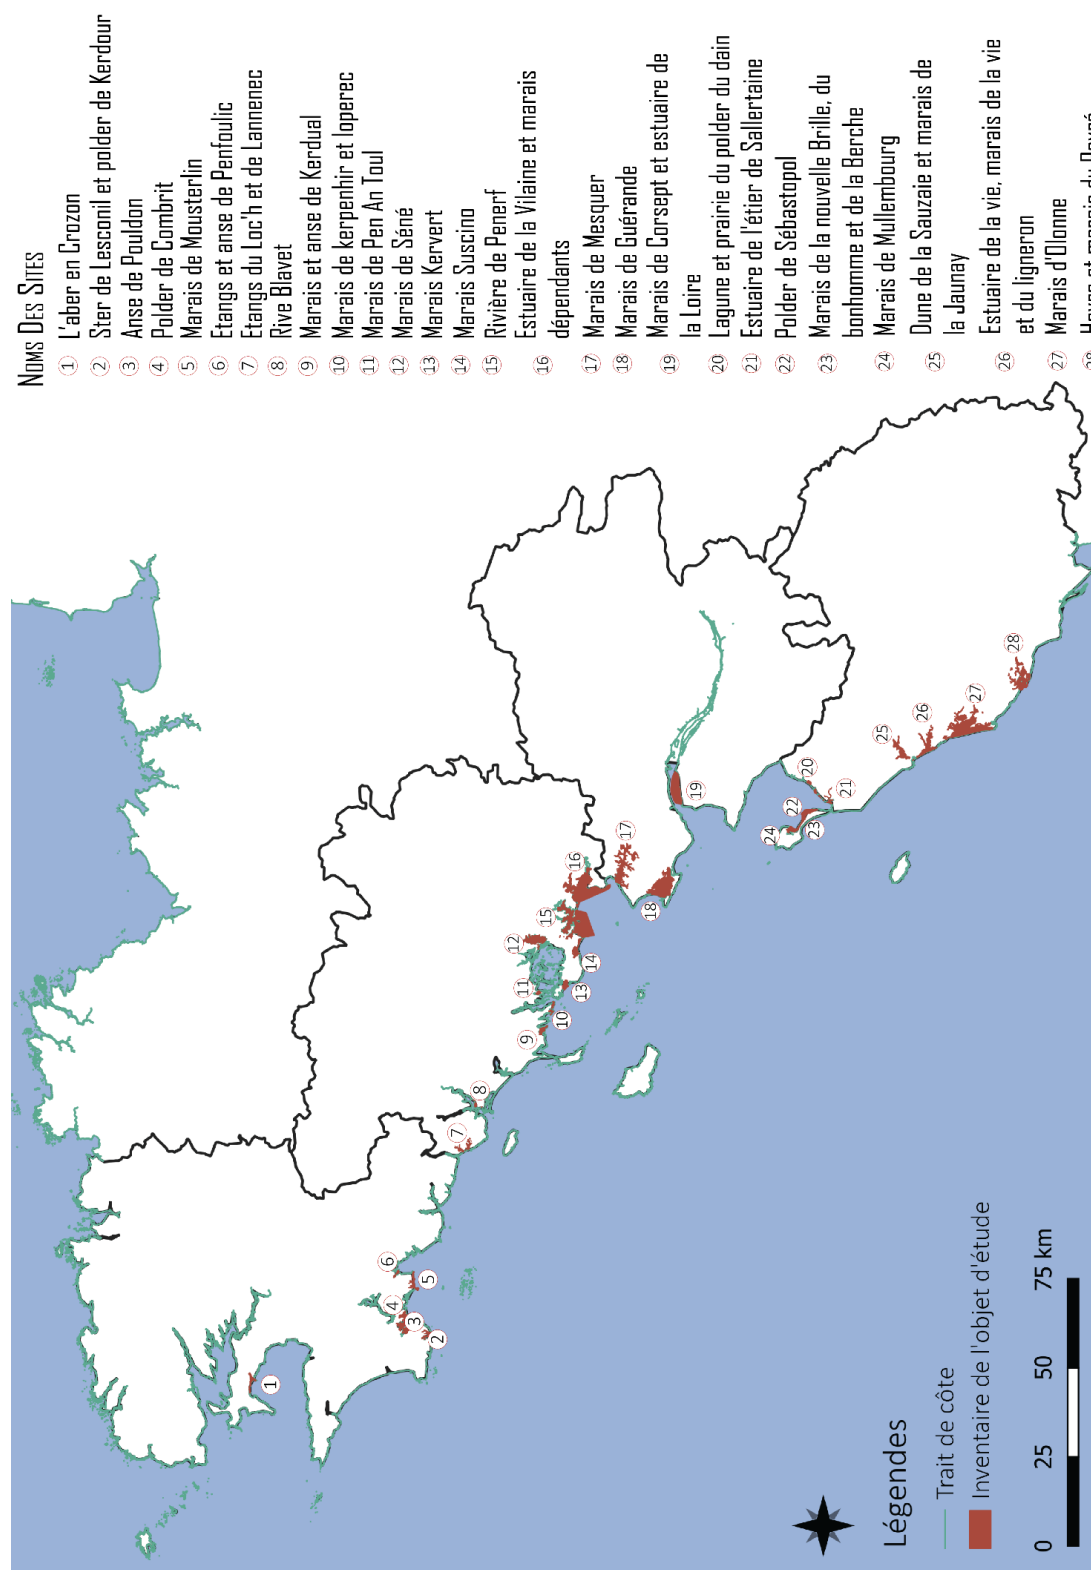 NOMS DES SITES
1 L'aber en Crozon
2 Ster de Lesconil et polder de Kerdour
3 Anse de Pouldon
4 Polder de Combrit
5 Marais de Mousterlin
6 Etangs et anse de Penfoulic
7 Etangs du Loc'h et de Lannenec
8 Rive Blavet
9 Marais et anse de Kerdual
10 Marais de kerpenhir et loperec
11 Marais de Pen An Toul
12 Marais de Séné
13 Marais Kervert
14 Marais Suscino
15 Rivière de Penerf
16 Estuaire de la Vilaine et marais
dépendants
17 Marais de Mesquer
18 Marais de Guérande
19 Marais de Corsept et estuaire de
la Loire
20 Lagune et prairie du polder du dain
21 Estuaire de l'étier de Sallertaine
22 Polder de Sébastopol
23 Marais de la nouvelle Brille, du
bonhomme et de la Berche
24 Marais de Mullembourg
25 Dune de la Sauzaie et marais de
la Jaunay
26 Estuaire de la vie, marais de la vie
et du ligneron
27 Marais d'Olonne
28
1
2
3
4
5
6
7
8
9
10
11
12
13
14
15
16
17
18
19
20
21
22
23
24
25
26
27
28
Légendes
Trait de côte
Inventaire de l'objet d'étude
0 25 50 75 km